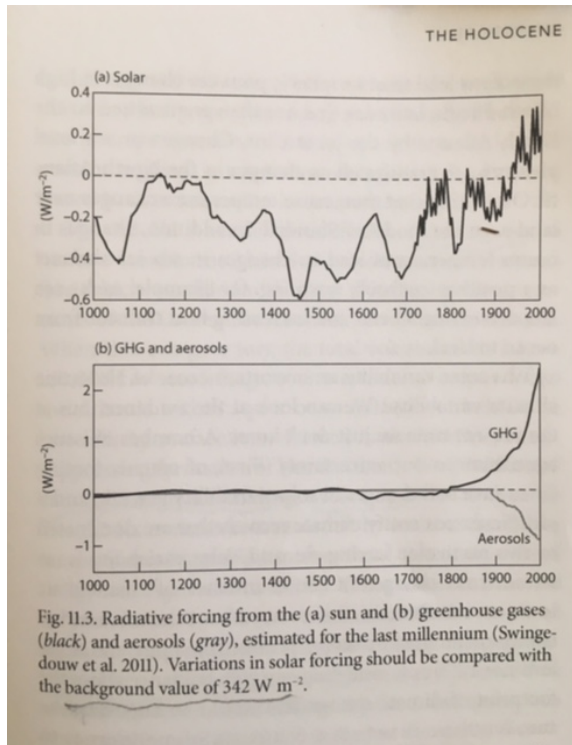 THE HOLOCENE
(a) Solar
0.4
0.2
0
-0.2
-0.4
-0.6
(W/m⁻²)
1000 1100 1200 1300 1400 1500 1600 1700 1800 1900 2000
(b) GHG and aerosols
2
1
0
-1
(W/m⁻²)
GHG
Aerosols
1000 1100 1200 1300 1400 1500 1600 1700 1800 1900 2000
Fig. 11.3. Radiative forcing from the (a) sun and (b) greenhouse gases
(black) and aerosols (gray), estimated for the last millennium (Swinge-
douw et al. 2011). Variations in solar forcing should be compared with
the background value of 342 W m⁻².